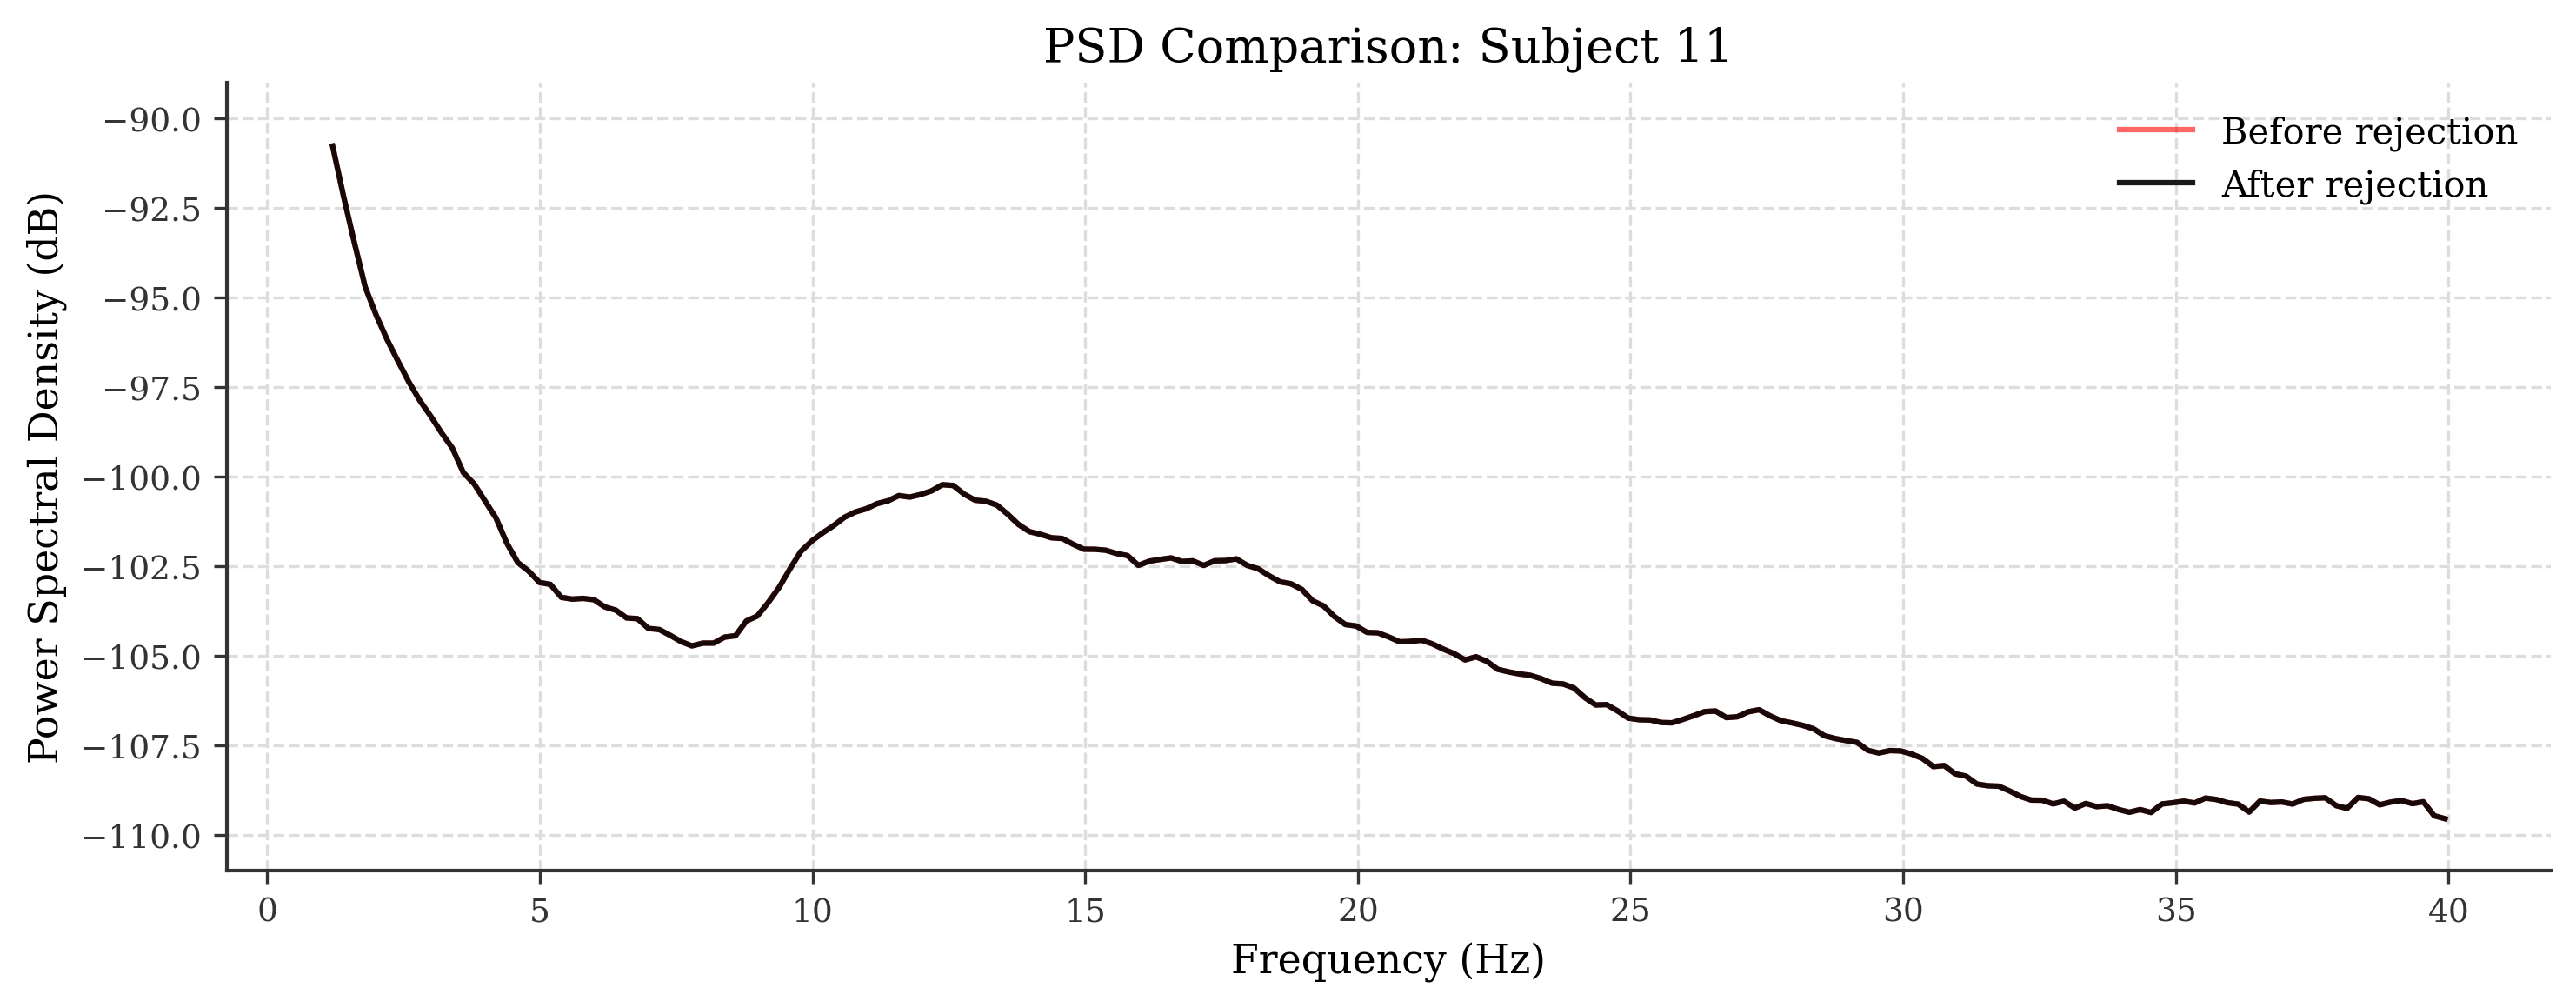 PSD Comparison: Subject 11
Power Spectral Density (dB)
−90.0
−92.5
−95.0
−97.5
−100.0
−102.5
−105.0
−107.5
−110.0
Before rejection
After rejection
0 5 10 15 20 25 30 35 40
Frequency (Hz)